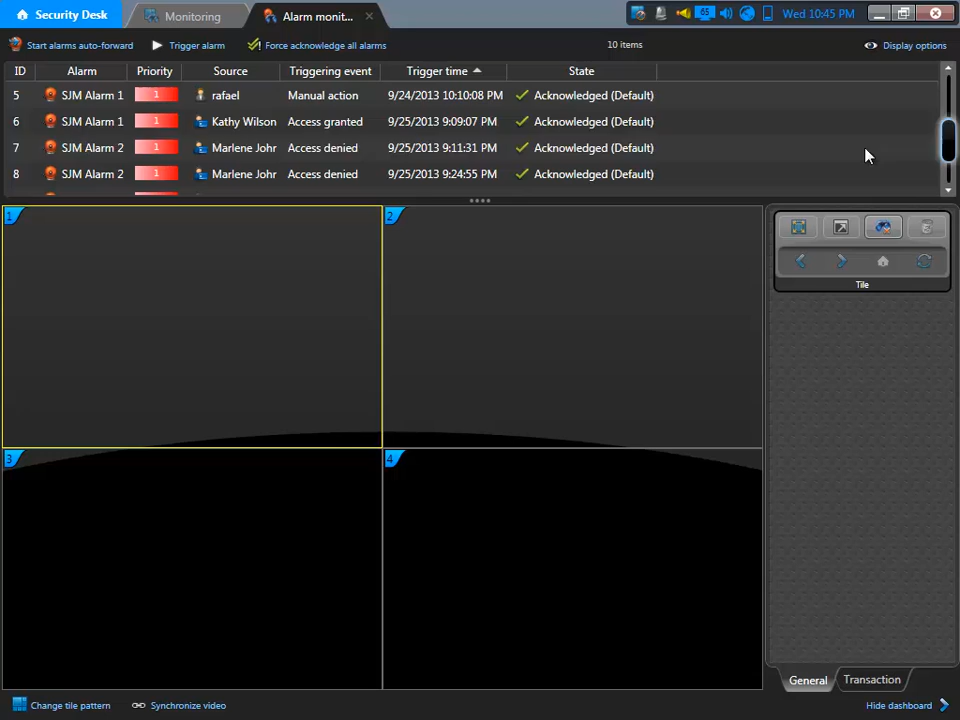 Security Desk Monitoring Alarm monit... 65 Wed 10:45 PM
Start alarms auto-forward Trigger alarm Force acknowledge all alarms 10 items Display options
ID Alarm Priority Source Triggering event Trigger time State
5 SJM Alarm 1 1 rafael Manual action 9/24/2013 10:10:08 PM Acknowledged (Default)
6 SJM Alarm 1 1 Kathy Wilson Access granted 9/25/2013 9:09:07 PM Acknowledged (Default)
7 SJM Alarm 2 1 Marlene Johr Access denied 9/25/2013 9:11:31 PM Acknowledged (Default)
8 SJM Alarm 2 1 Marlene Johr Access denied 9/25/2013 9:24:55 PM Acknowledged (Default)
1 2
Tile
3 4
General Transaction
Change tile pattern Synchronize video Hide dashboard